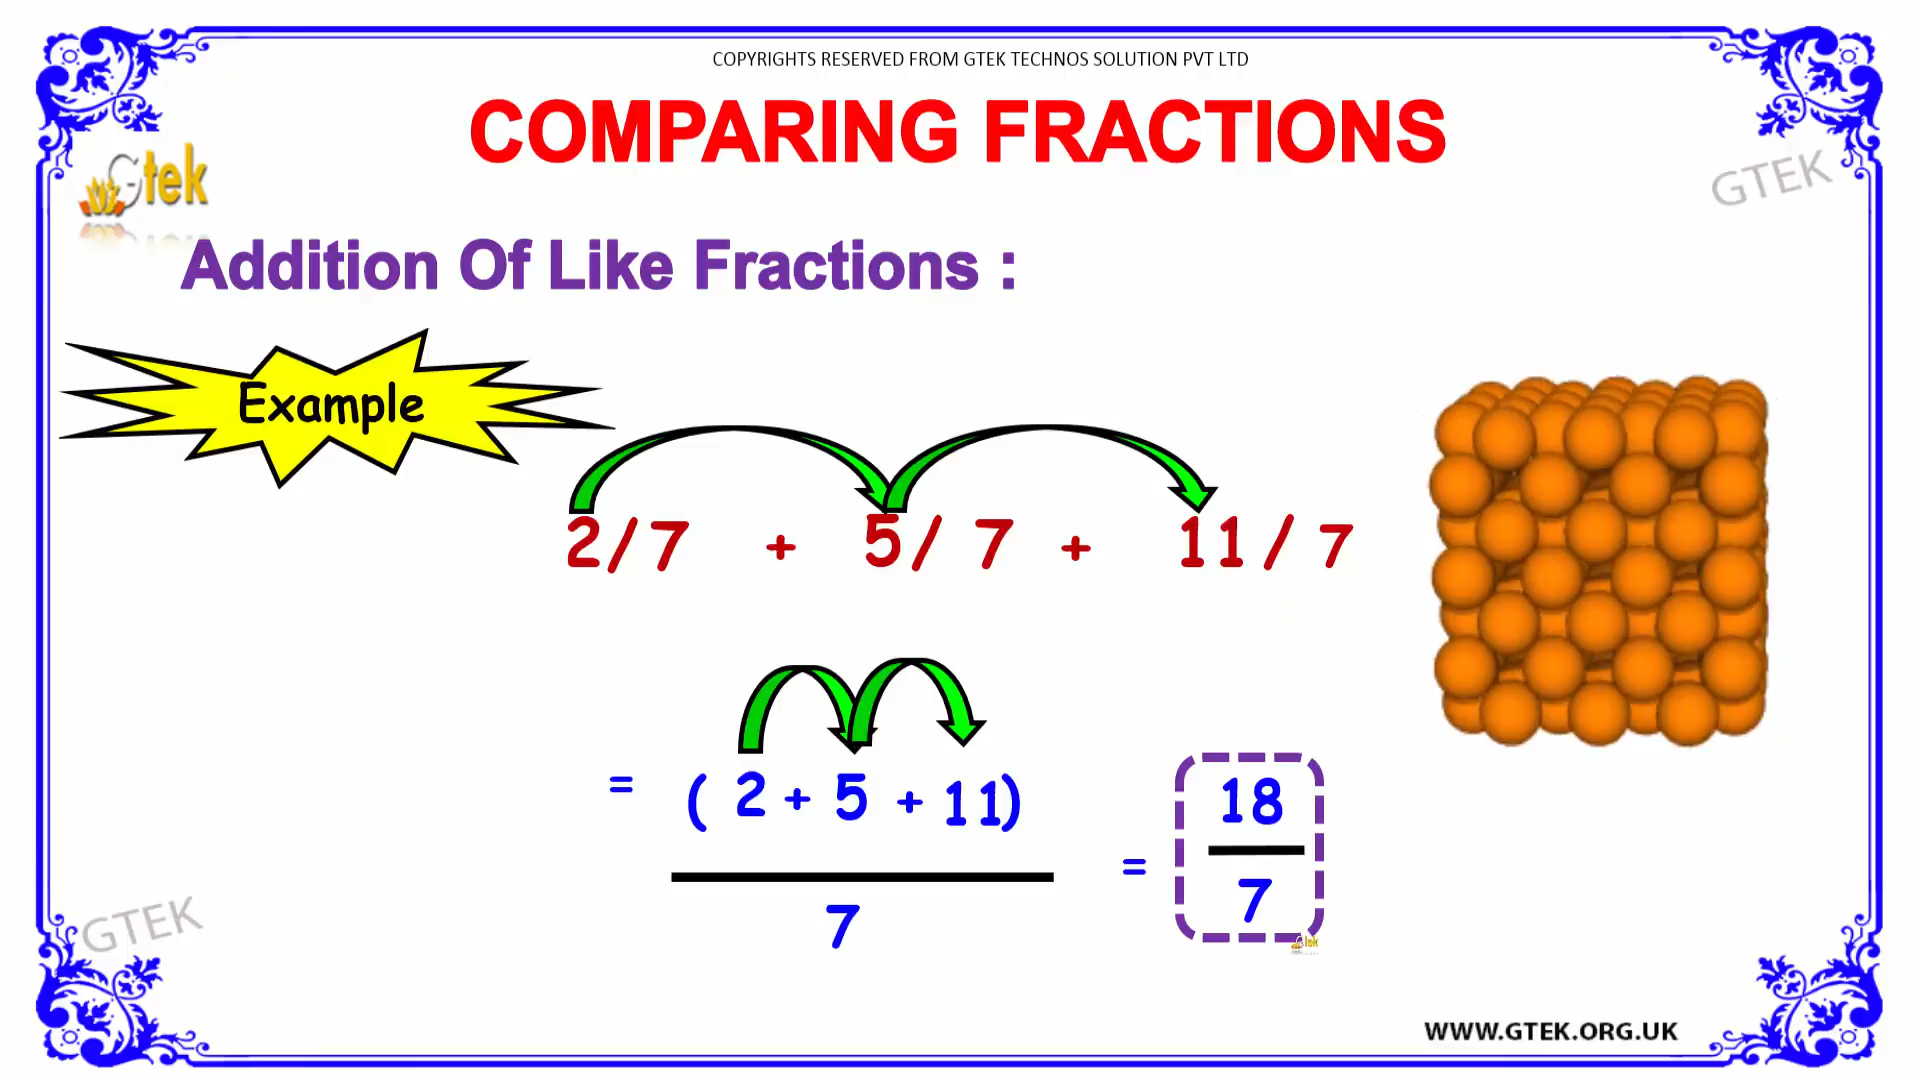 COPYRIGHTS RESERVED FROM GTEK TECHNOS SOLUTION PVT LTD
COMPARING FRACTIONS
Gtek
GTEK
Addition Of Like Fractions :
Example
2/7 + 5/ 7 + 11 / 7
= ( 2 + 5 + 11)
7
= 18
7
GTEK
Gtek
WWW.GTEK.ORG.UK